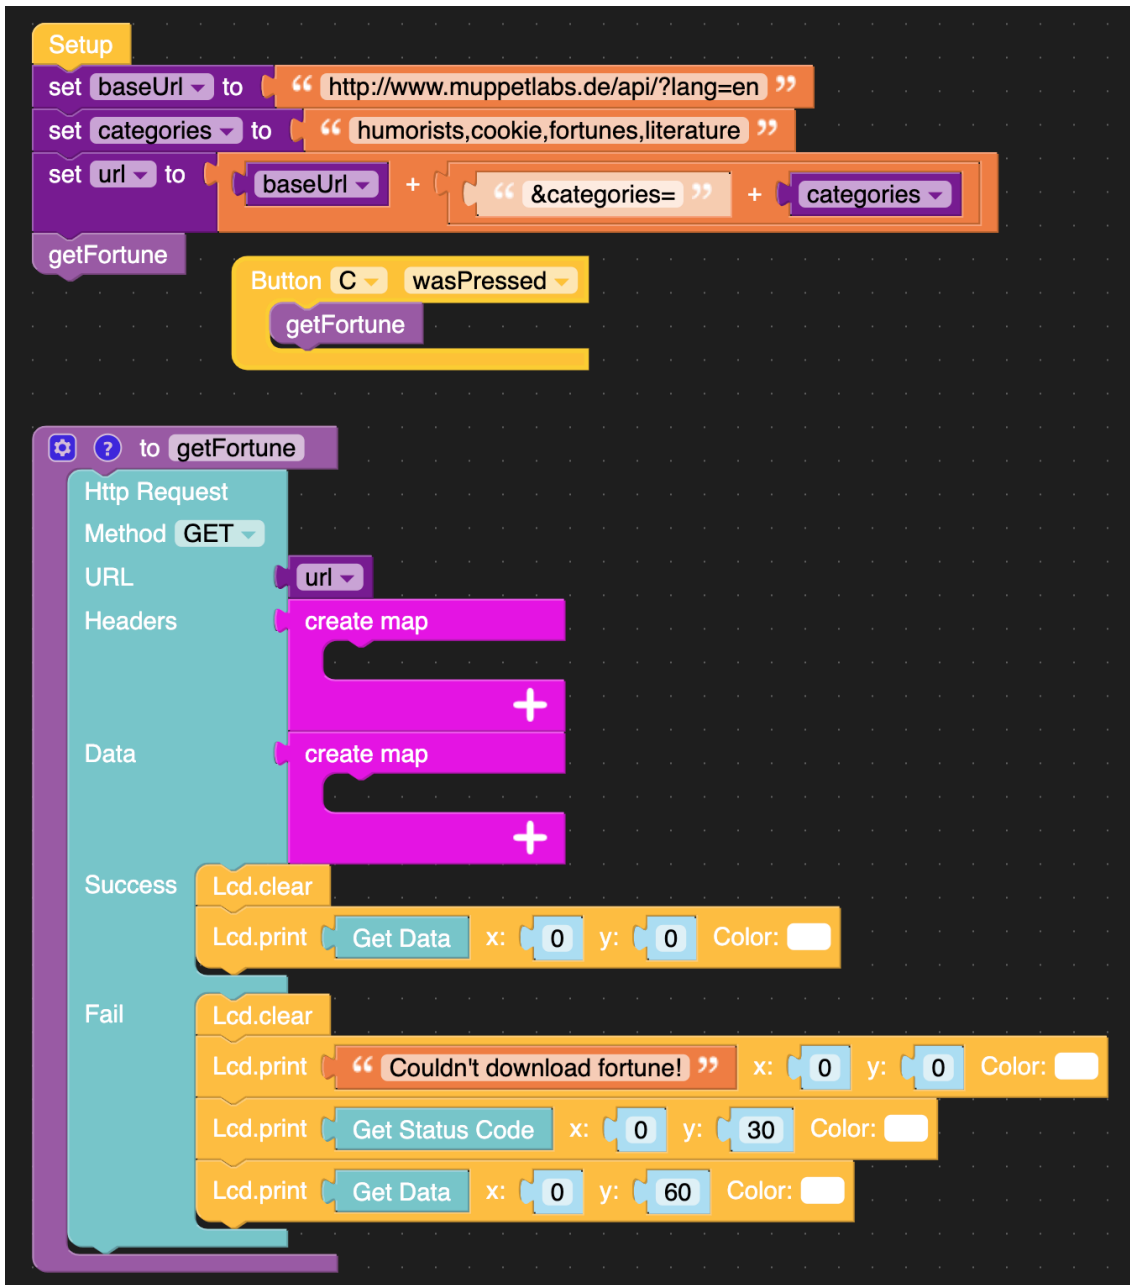 Setup
set baseUrl to “ http://www.muppetlabs.de/api/?lang=en ”
set categories to “ humorists,cookie,fortunes,literature ”
set url to baseUrl + “ &categories= ” + categories
getFortune
Button C wasPressed
getFortune
? to getFortune
Http Request
Method GET
URL url
Headers create map
+
Data create map
+
Success Lcd.clear
Lcd.print Get Data x: 0 y: 0 Color:
Fail Lcd.clear
Lcd.print “ Couldn't download fortune! ” x: 0 y: 0 Color:
Lcd.print Get Status Code x: 0 y: 30 Color:
Lcd.print Get Data x: 0 y: 60 Color: